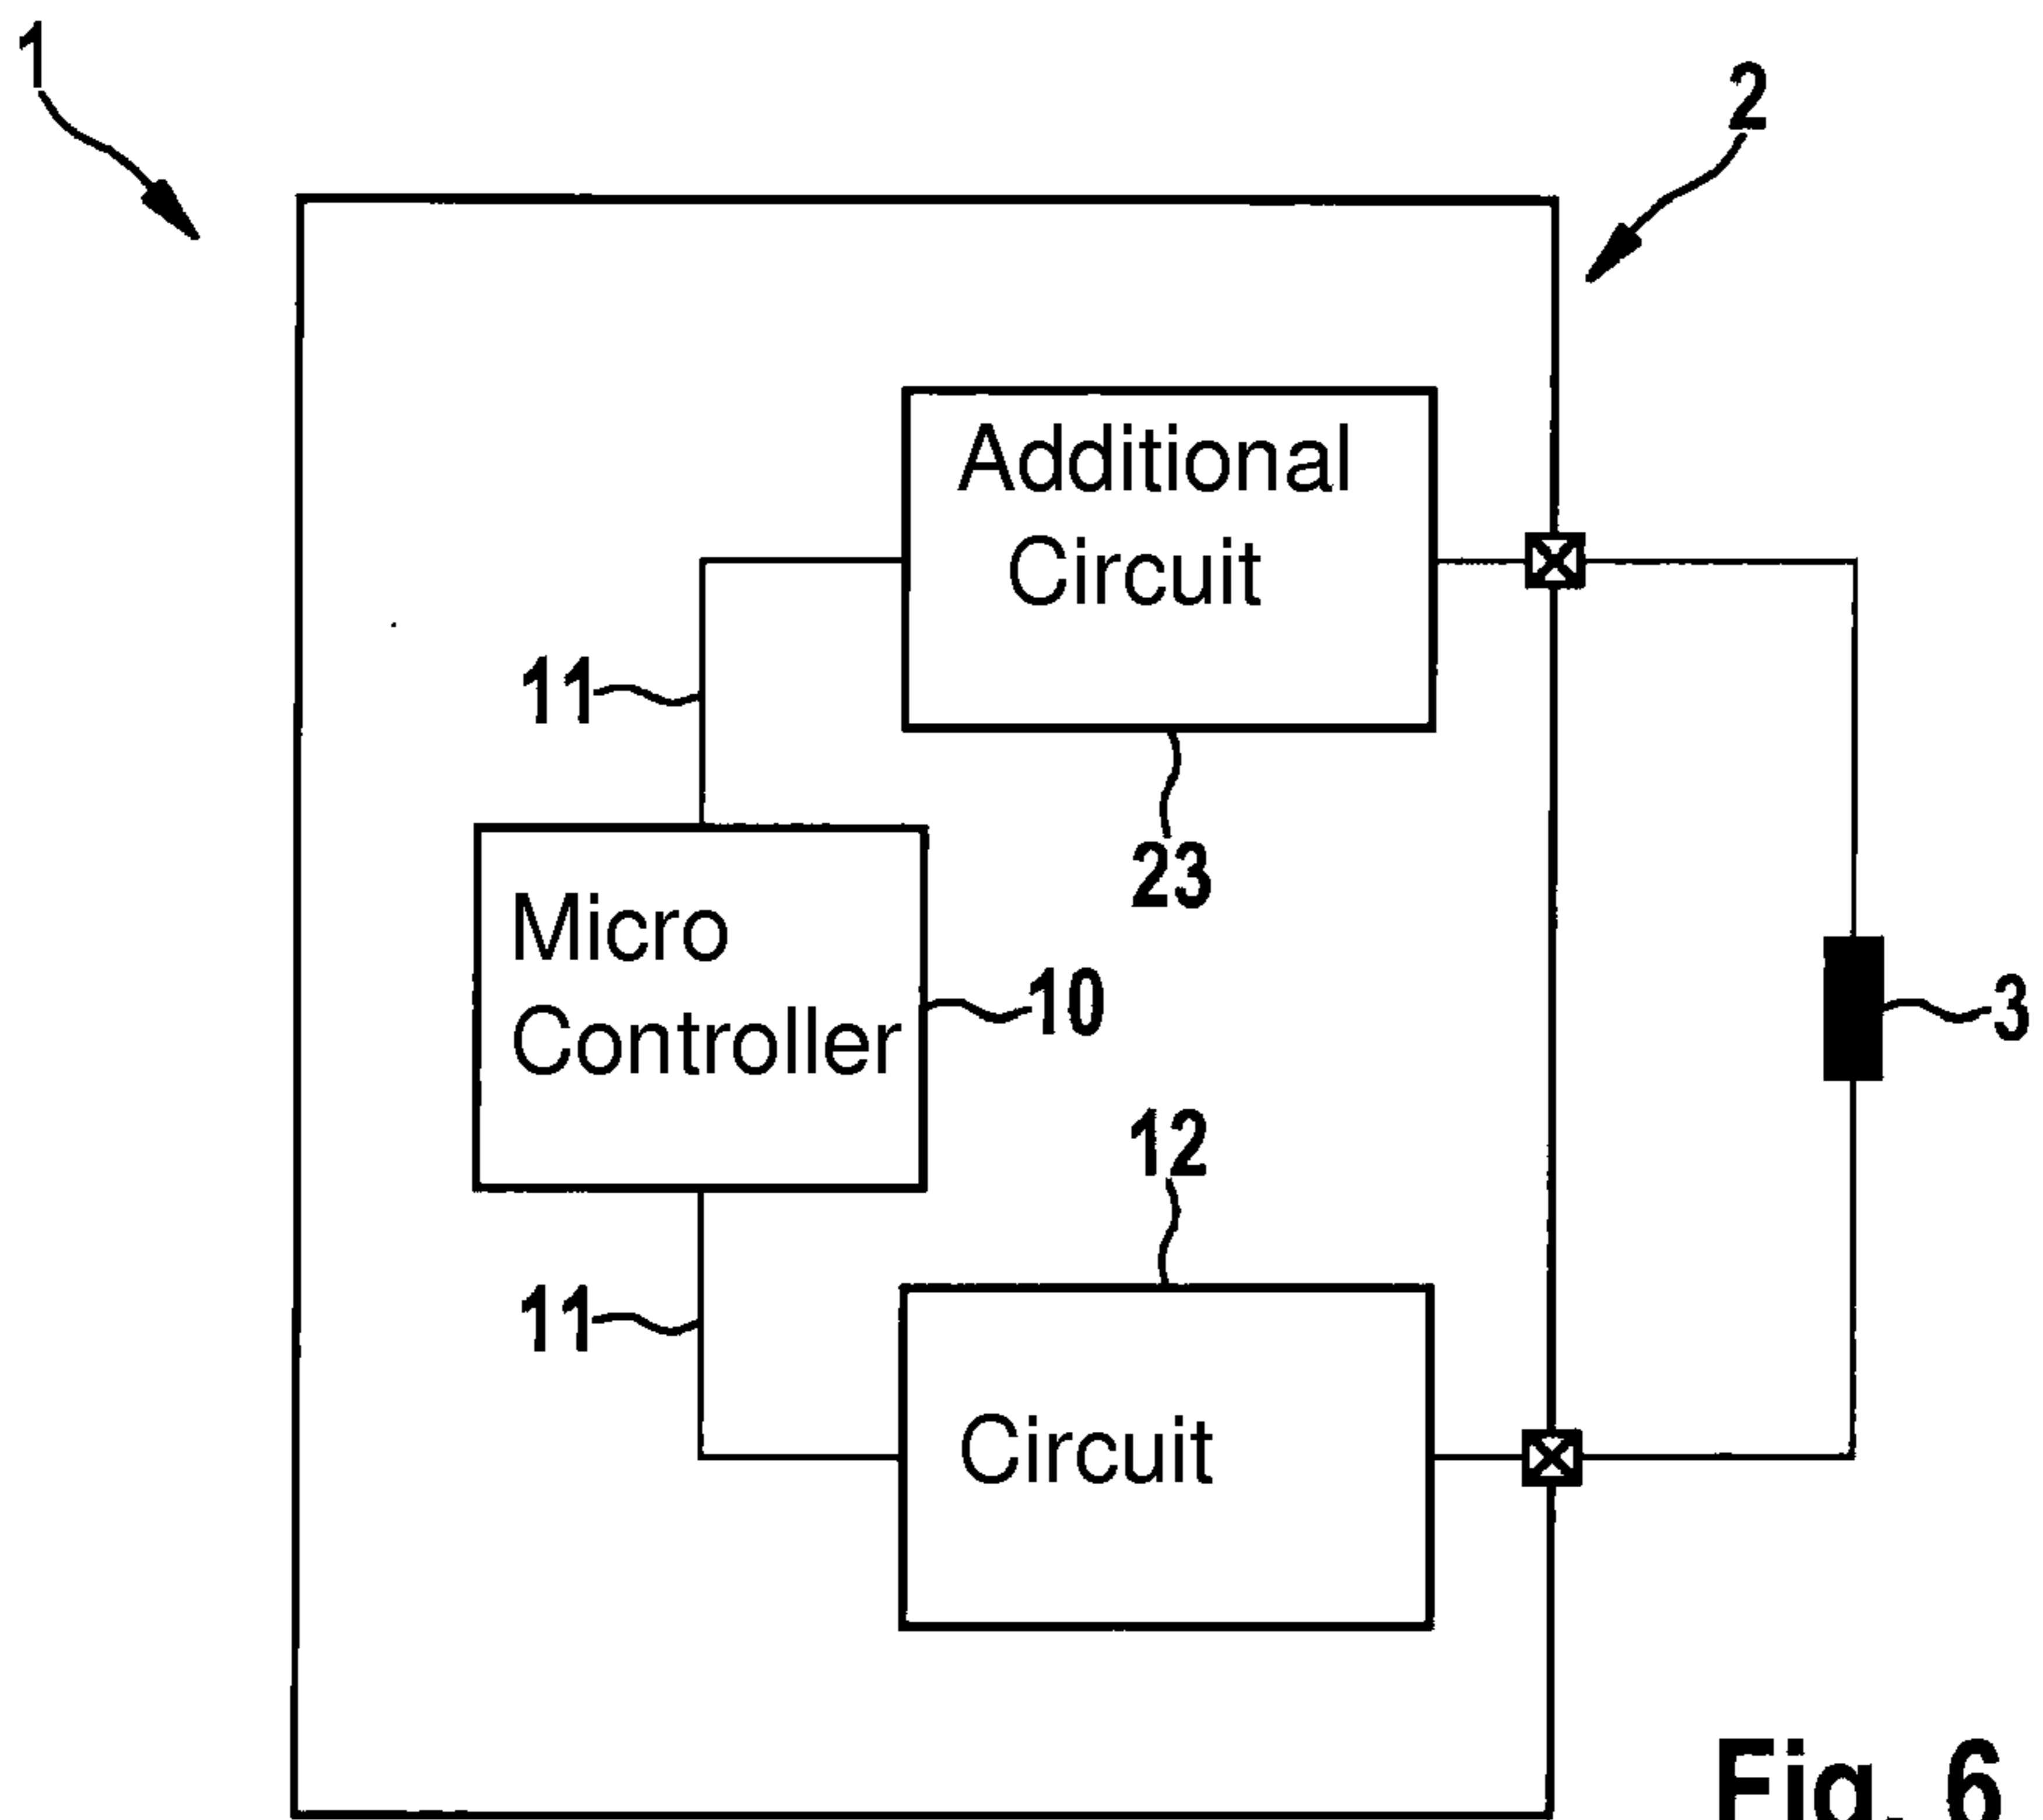 1
2
Additional
Circuit
11
23
Micro
Controller
10
3
12
11
Circuit
Fig. 6